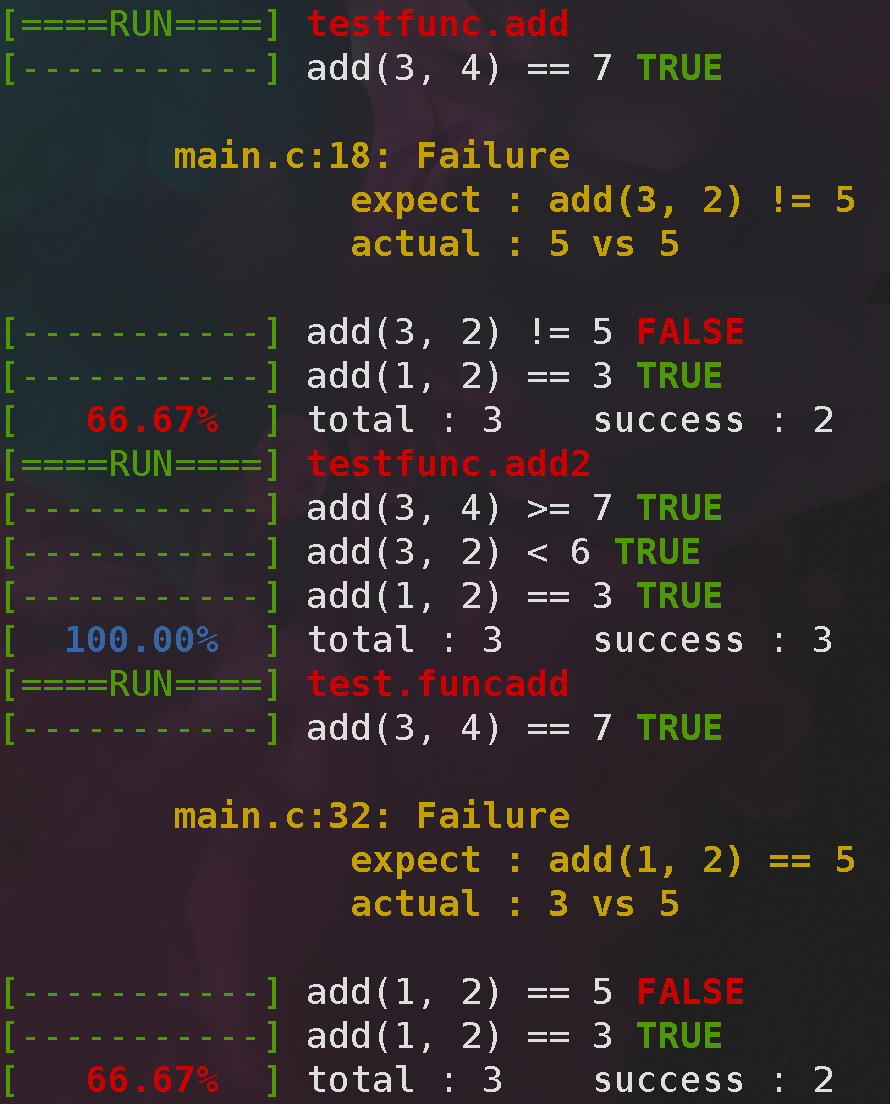 [====RUN====] testfunc.add
[-----------] add(3, 4) == 7 TRUE
main.c:18: Failure
expect : add(3, 2) != 5
actual : 5 vs 5
[-----------] add(3, 2) != 5 FALSE
[-----------] add(1, 2) == 3 TRUE
[   66.67%  ] total : 3    success : 2
[====RUN====] testfunc.add2
[-----------] add(3, 4) >= 7 TRUE
[-----------] add(3, 2) < 6 TRUE
[-----------] add(1, 2) == 3 TRUE
[  100.00%  ] total : 3    success : 3
[====RUN====] test.funcadd
[-----------] add(3, 4) == 7 TRUE
main.c:32: Failure
expect : add(1, 2) == 5
actual : 3 vs 5
[-----------] add(1, 2) == 5 FALSE
[-----------] add(1, 2) == 3 TRUE
[   66.67%  ] total : 3    success : 2